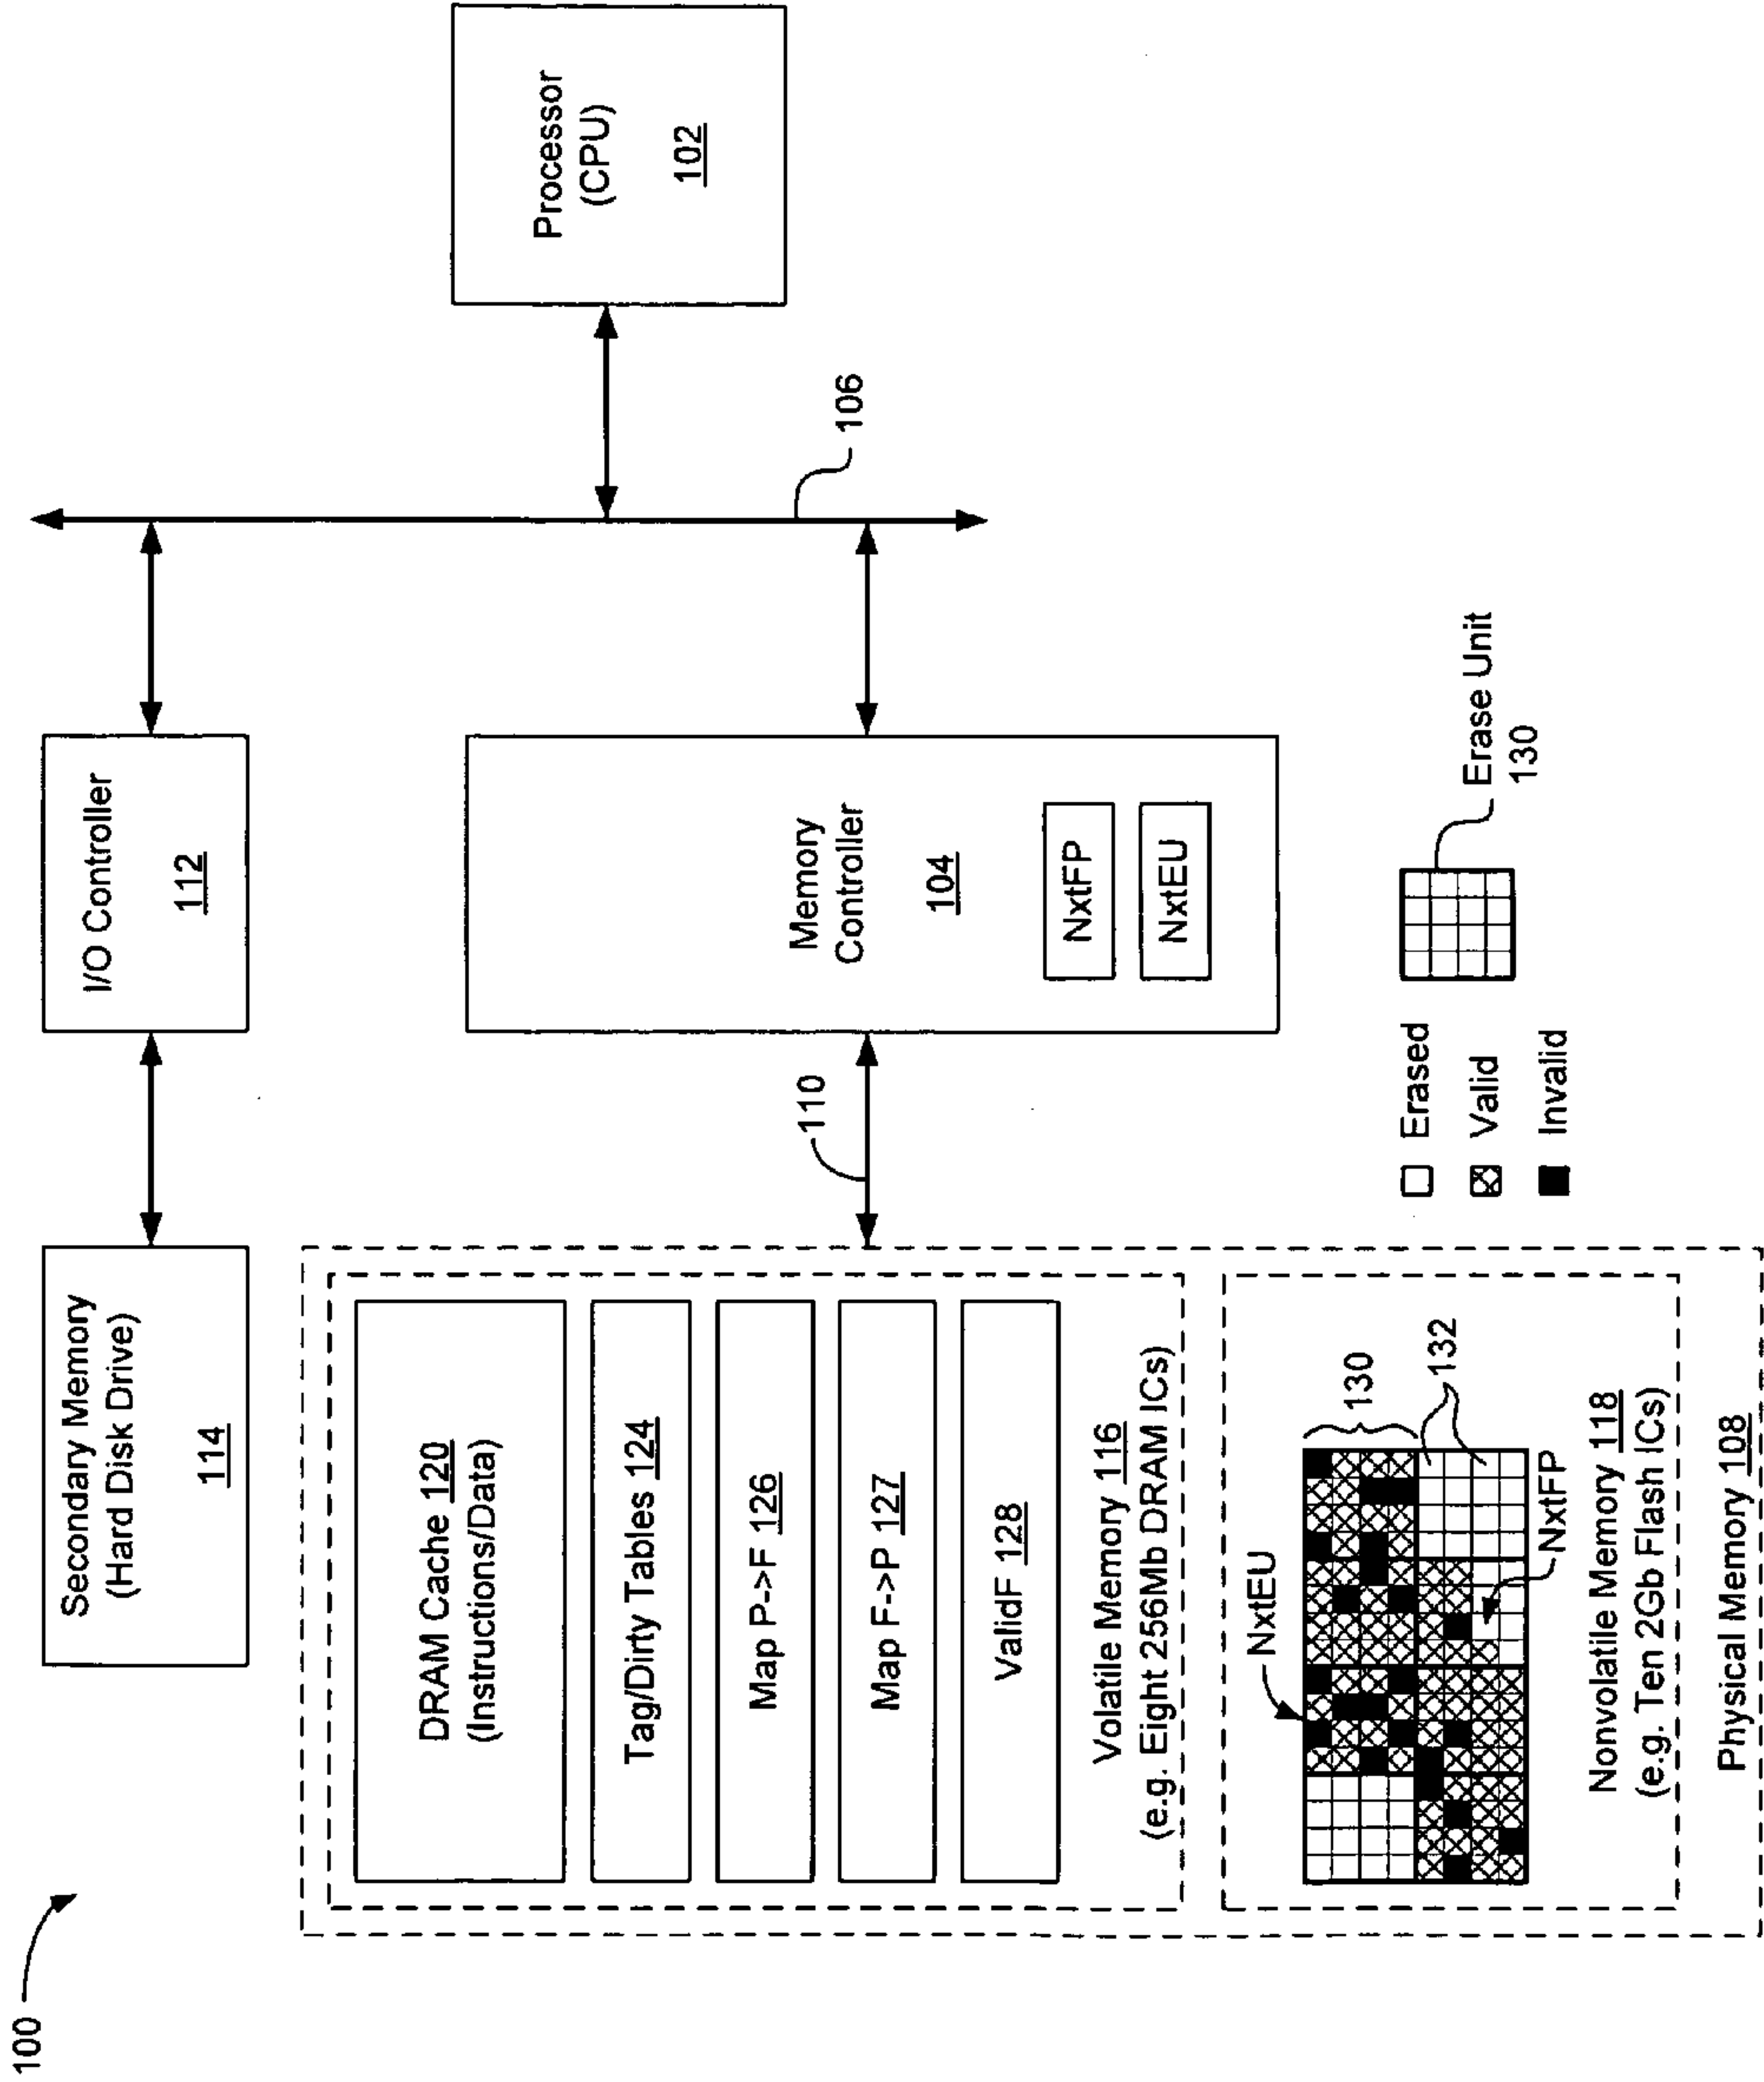 100
Secondary Memory
(Hard Disk Drive)
114
I/O Controller
112
Processor
(CPU)
102
106
110
Memory
Controller
104
NxtFP
NxtEU
DRAM Cache 120
(Instructions/Data)
Tag/Dirty Tables 124
Map P->F 126
Map F->P 127
ValidF 128
Volatile Memory 116
(e.g. Eight 256Mb DRAM ICs)
NxtEU
130
132
NxtFP
Nonvolatile Memory 118
(e.g. Ten 2Gb Flash ICs)
Physical Memory 108
Erased
Valid
Invalid
Erase Unit
130